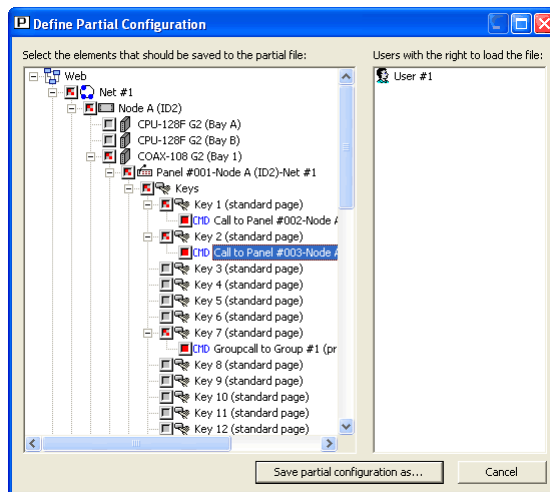 Define Partial Configuration
Select the elements that should be saved to the partial file:
Users with the right to load the file:
Web
User #1
Net #1
Node A (ID2)
CPU-128F G2 (Bay A)
CPU-128F G2 (Bay B)
COAX-108 G2 (Bay 1)
Panel #001-Node A (ID2)-Net #1
Keys
Key 1 (standard page)
CMD Call to Panel #002-Node A
Key 2 (standard page)
CMD Call to Panel #003-Node A
Key 3 (standard page)
Key 4 (standard page)
Key 5 (standard page)
Key 6 (standard page)
Key 7 (standard page)
CMD Groupcall to Group #1 (pr
Key 8 (standard page)
Key 9 (standard page)
Key 10 (standard page)
Key 11 (standard page)
Key 12 (standard page)
Save partial configuration as...
Cancel